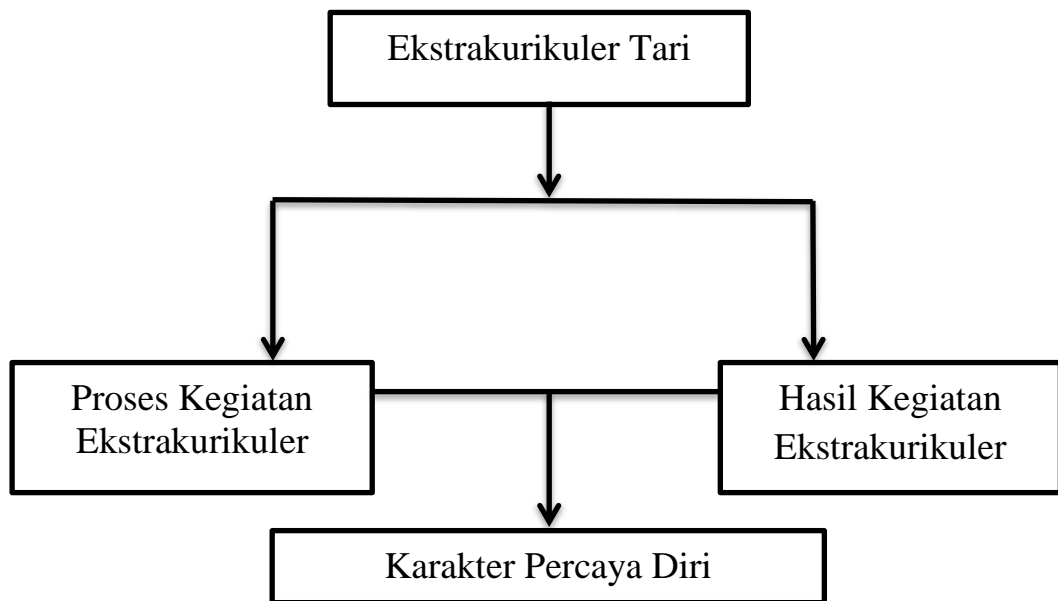 Ekstrakurikuler Tari
Proses Kegiatan
Ekstrakurikuler
Hasil Kegiatan
Ekstrakurikuler
Karakter Percaya Diri